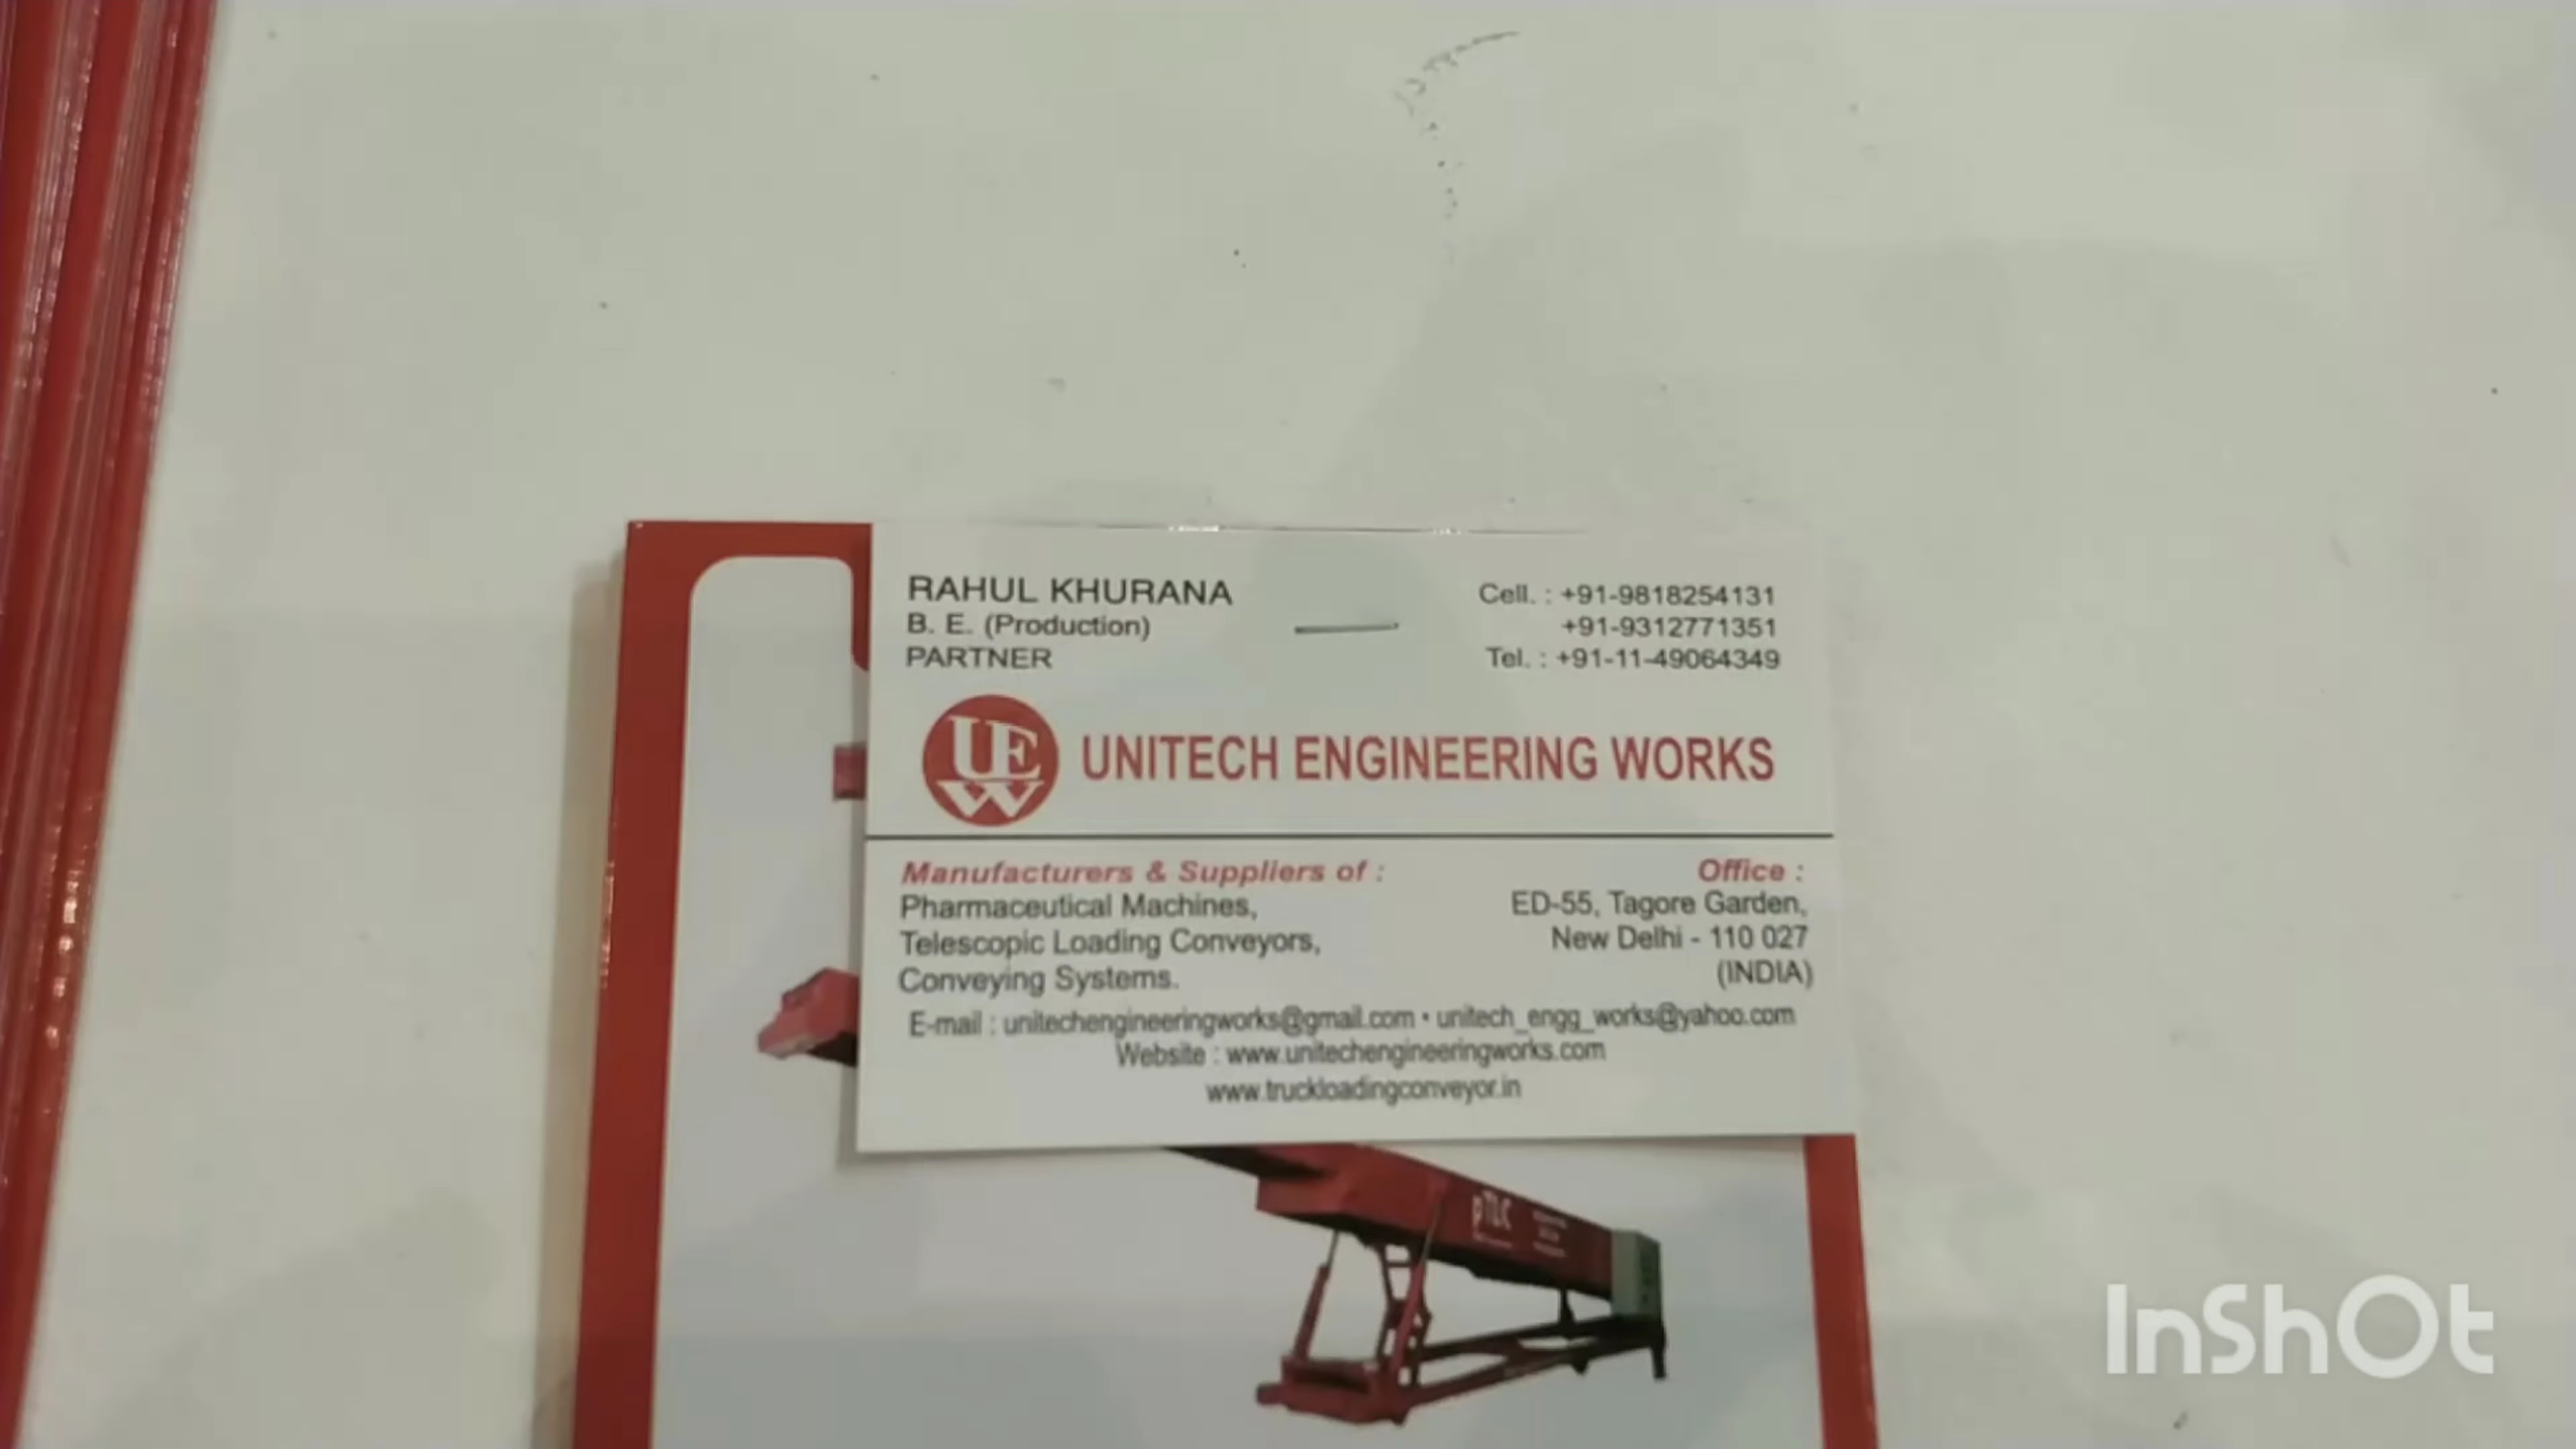 RAHUL KHURANA
B. E. (Production)
PARTNER
Cell. : +91-9818254131
+91-9312771351
Tel. : +91-11-49064349
UEW
UNITECH ENGINEERING WORKS
Manufacturers & Suppliers of :
Pharmaceutical Machines,
Telescopic Loading Conveyors,
Conveying Systems.
Office :
ED-55, Tagore Garden,
New Delhi - 110 027
(INDIA)
E-mail : unitechengineeringworks@gmail.com • unitech_engg_works@yahoo.com
Website : www.unitechengineeringworks.com
www.truckloadingconveyor.in
InShOt